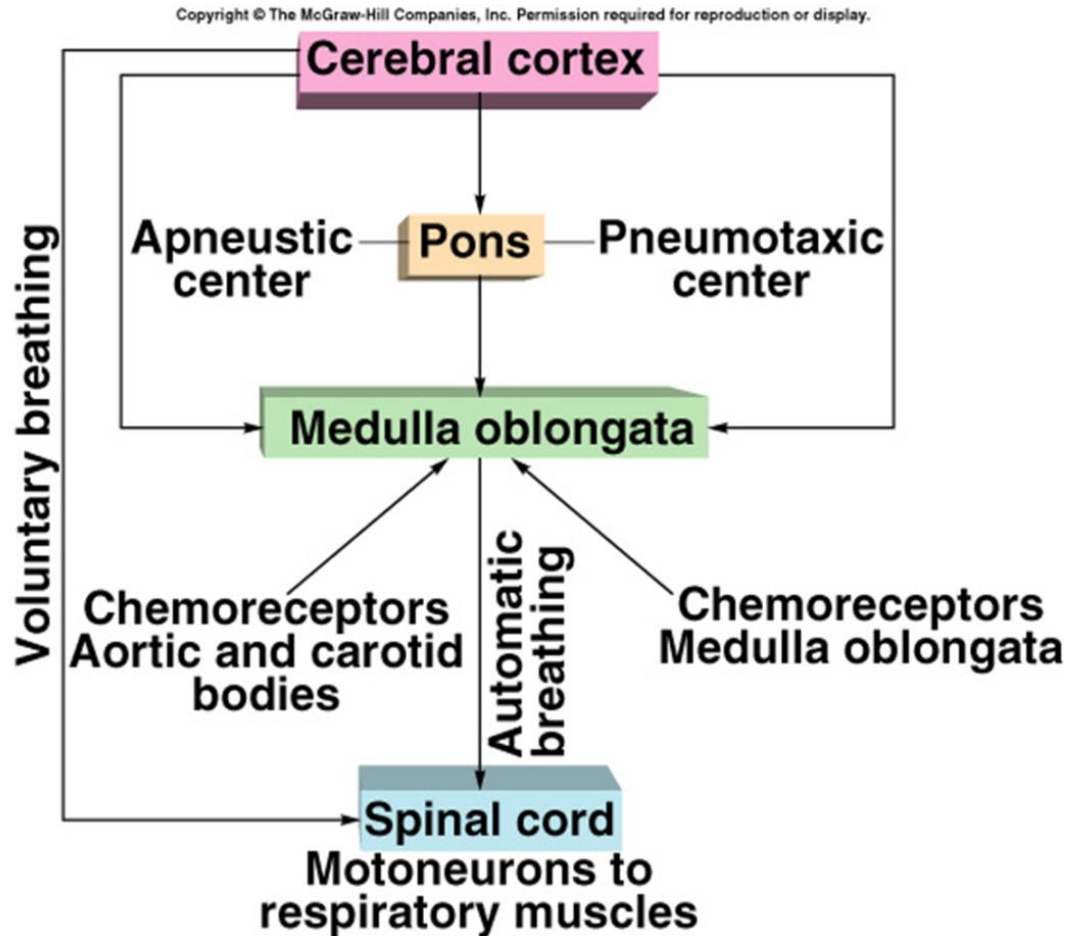 Copyright © The McGraw-Hill Companies, Inc. Permission required for reproduction or display.
Cerebral cortex
Apneustic
center
Pons
Pneumotaxic
center
Voluntary breathing
Medulla oblongata
Chemoreceptors
Aortic and carotid
bodies
Automatic
breathing
Chemoreceptors
Medulla oblongata
Spinal cord
Motoneurons to
respiratory muscles